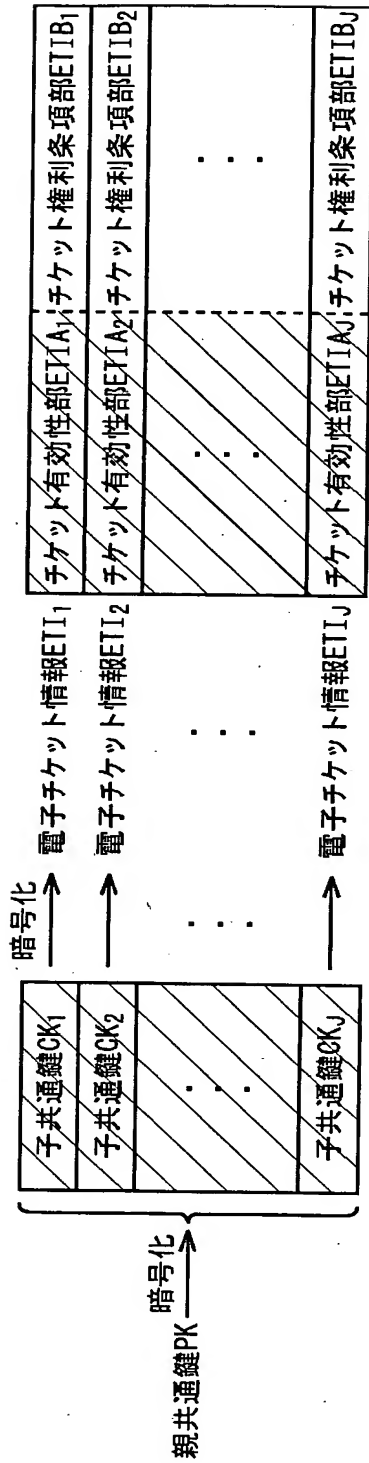 親共通鍵PK
暗号化
子共通鍵CK1
子共通鍵CK2
・・・
子共通鍵CKJ
暗号化
電子チケット情報ETI1
電子チケット情報ETI2
・・・
電子チケット情報ETIJ
チケット有効性部ETIA1 チケット権利条項部ETIB1
チケット有効性部ETIA2 チケット権利条項部ETIB2
・・・ ・・・
チケット有効性部ETIAJ チケット権利条項部ETIBJ